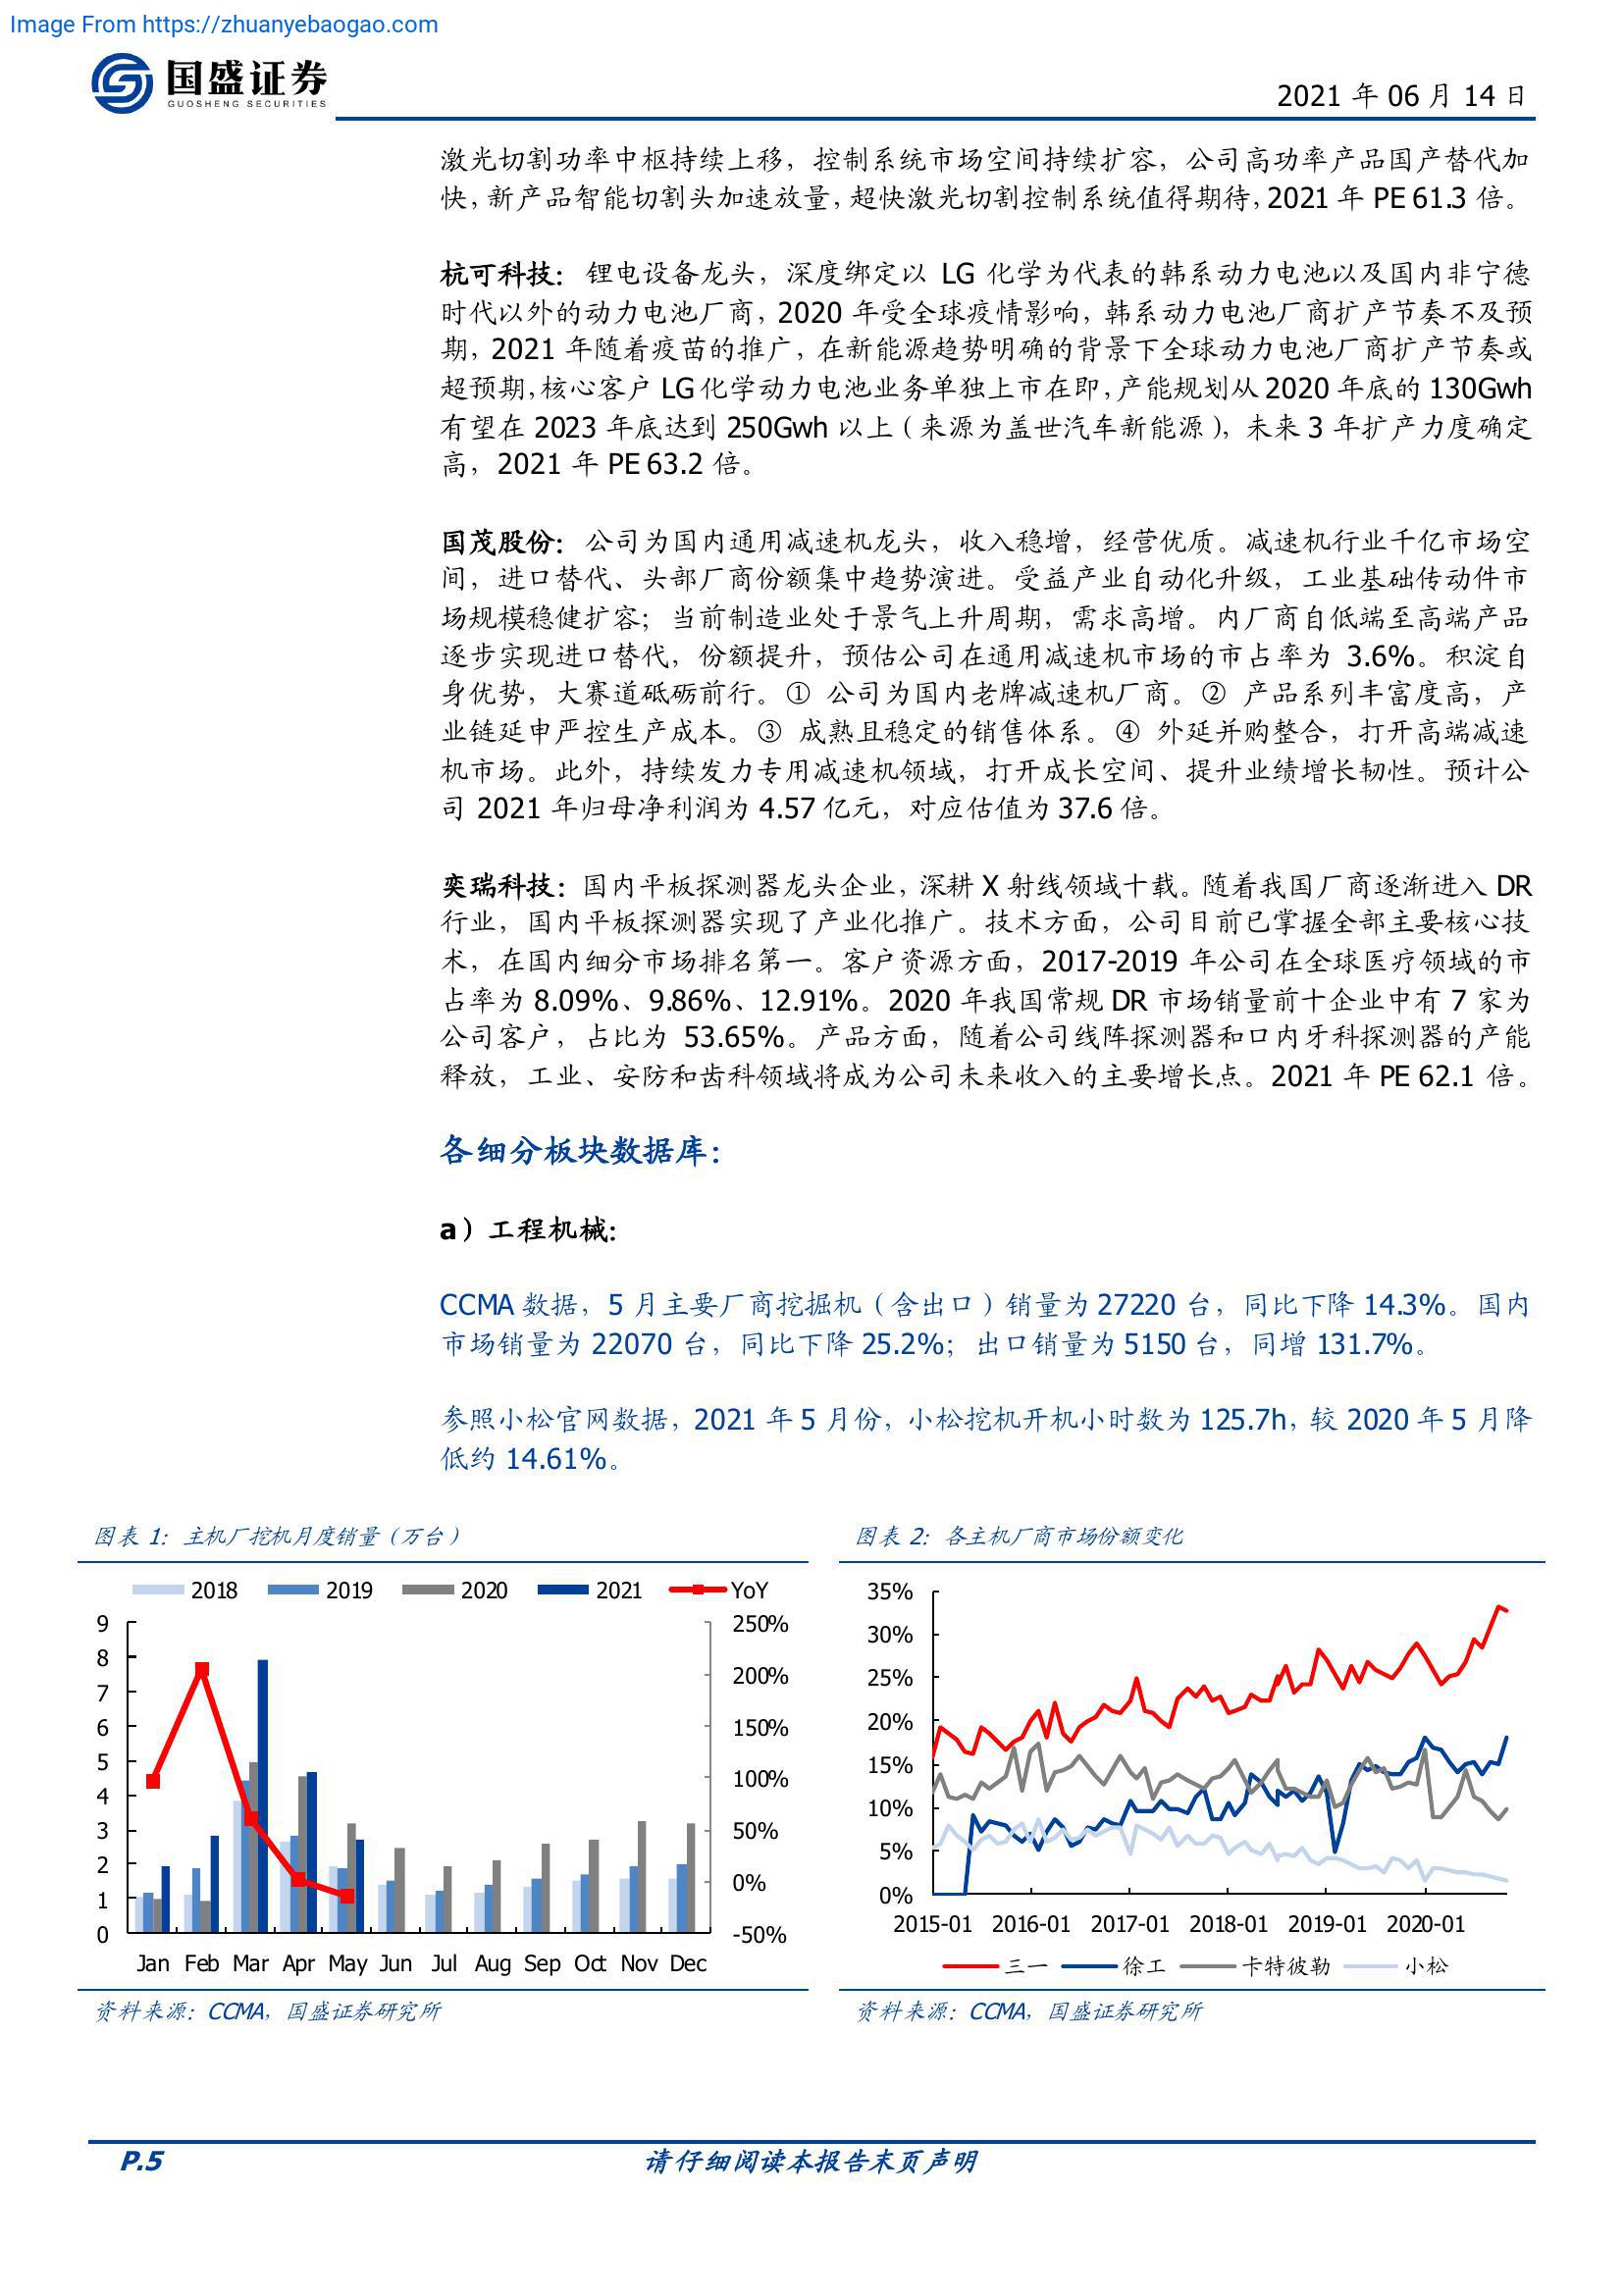 Image From https://zhuanyebaogao.com
国盛证券
GUOSHENG SECURITIES
2021 年 06 月 14 日
激光切割功率中枢持续上移，控制系统市场空间持续扩容，公司高功率产品国产替代加
快，新产品智能切割头加速放量，超快激光切割控制系统值得期待，2021 年 PE 61.3 倍。
杭可科技：锂电设备龙头，深度绑定以 LG 化学为代表的韩系动力电池以及国内非宁德
时代以外的动力电池厂商，2020 年受全球疫情影响，韩系动力电池厂商扩产节奏不及预
期，2021 年随着疫苗的推广，在新能源趋势明确的背景下全球动力电池厂商扩产节奏或
超预期，核心客户 LG 化学动力电池业务单独上市在即，产能规划从 2020 年底的 130Gwh
有望在 2023 年底达到 250Gwh 以上（来源为盖世汽车新能源），未来 3 年扩产力度确定
高，2021 年 PE 63.2 倍。
国茂股份：公司为国内通用减速机龙头，收入稳增，经营优质。减速机行业千亿市场空
间，进口替代、头部厂商份额集中趋势演进。受益产业自动化升级，工业基础传动件市
场规模稳健扩容；当前制造业处于景气上升周期，需求高增。内厂商自低端至高端产品
逐步实现进口替代，份额提升，预估公司在通用减速机市场的市占率为 3.6%。积淀自
身优势，大赛道砥砺前行。① 公司为国内老牌减速机厂商。② 产品系列丰富度高，产
业链延申严控生产成本。③ 成熟且稳定的销售体系。④ 外延并购整合，打开高端减速
机市场。此外，持续发力专用减速机领域，打开成长空间、提升业绩增长韧性。预计公
司 2021 年归母净利润为 4.57 亿元，对应估值为 37.6 倍。
奕瑞科技：国内平板探测器龙头企业，深耕 X 射线领域十载。随着我国厂商逐渐进入 DR
行业，国内平板探测器实现了产业化推广。技术方面，公司目前已掌握全部主要核心技
术，在国内细分市场排名第一。客户资源方面，2017-2019 年公司在全球医疗领域的市
占率为 8.09%、9.86%、12.91%。2020 年我国常规 DR 市场销量前十企业中有 7 家为
公司客户，占比为 53.65%。产品方面，随着公司线阵探测器和口内牙科探测器的产能
释放，工业、安防和齿科领域将成为公司未来收入的主要增长点。2021 年 PE 62.1 倍。
各细分板块数据库：
a）工程机械：
CCMA 数据，5 月主要厂商挖掘机（含出口）销量为 27220 台，同比下降 14.3%。国内
市场销量为 22070 台，同比下降 25.2%；出口销量为 5150 台，同增 131.7%。
参照小松官网数据，2021 年 5 月份，小松挖机开机小时数为 125.7h，较 2020 年 5 月降
低约 14.61%。
图表 1：主机厂挖机月度销量（万台）
2018 2019 2020 2021 YoY
9 250%
8 200%
7
6 150%
5 100%
4
3 50%
2 0%
1
0 -50%
Jan Feb Mar Apr May Jun Jul Aug Sep Oct Nov Dec
资料来源：CCMA，国盛证券研究所
图表 2：各主机厂商市场份额变化
35%
30%
25%
20%
15%
10%
5%
0%
2015-01 2016-01 2017-01 2018-01 2019-01 2020-01
三一 徐工 卡特彼勒 小松
资料来源：CCMA，国盛证券研究所
P.5
请仔细阅读本报告末页声明